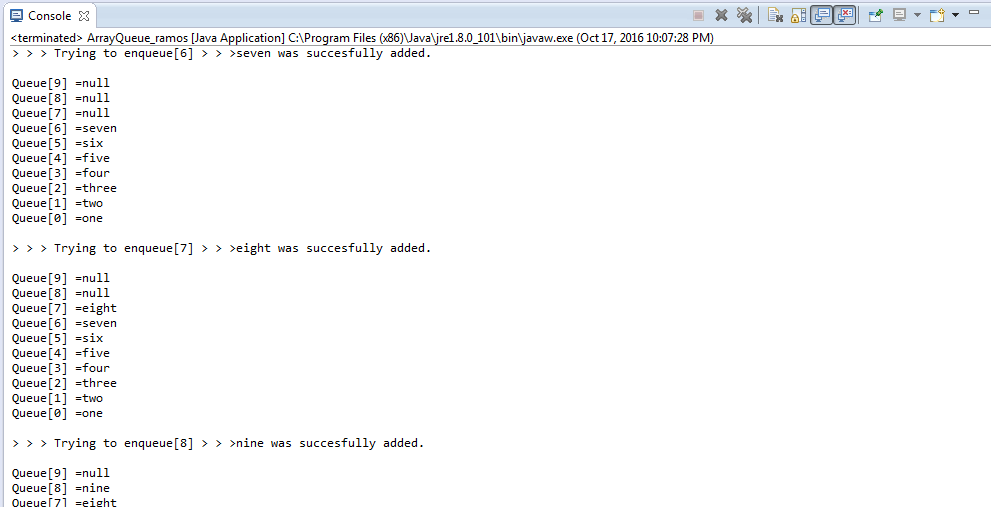 Console
<terminated> ArrayQueue_ramos [Java Application] C:\Program Files (x86)\Java\jre1.8.0_101\bin\javaw.exe (Oct 17, 2016 10:07:28 PM)
> > > Trying to enqueue[6] > > >seven was succesfully added.
Queue[9] =null
Queue[8] =null
Queue[7] =null
Queue[6] =seven
Queue[5] =six
Queue[4] =five
Queue[3] =four
Queue[2] =three
Queue[1] =two
Queue[0] =one
> > > Trying to enqueue[7] > > >eight was succesfully added.
Queue[9] =null
Queue[8] =null
Queue[7] =eight
Queue[6] =seven
Queue[5] =six
Queue[4] =five
Queue[3] =four
Queue[2] =three
Queue[1] =two
Queue[0] =one
> > > Trying to enqueue[8] > > >nine was succesfully added.
Queue[9] =null
Queue[8] =nine
Queue[7] =eight